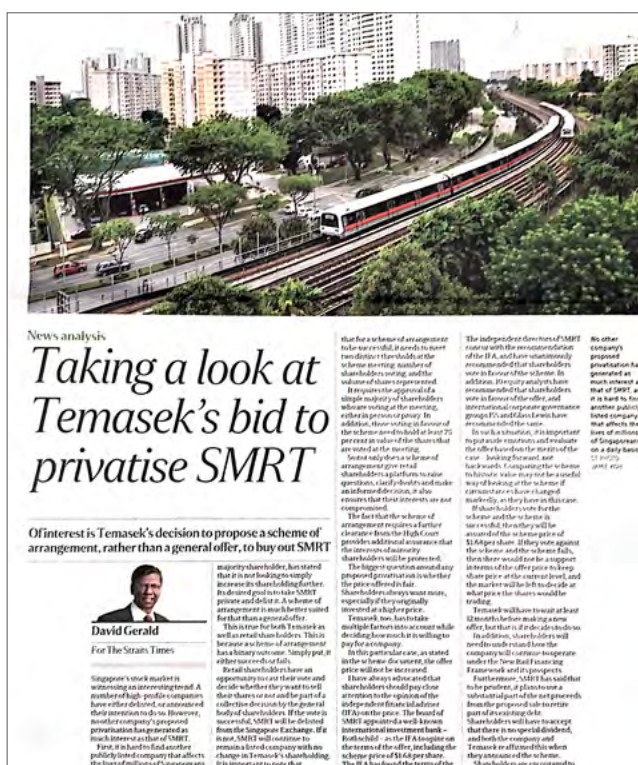 News analysis
Taking a look at
Temasek's bid to
privatise SMRT
Of interest is Temasek's decision to propose a scheme of
arrangement, rather than a general offer, to buy out SMRT
David Gerald
For The Straits Times
Singapore's stock market is
witnessing an interesting trend. A
number of high-profile companies
have either delisted, or announced
their intention to do so. However,
no other company's proposed
privatisation has generated as
much interest as that of SMRT.
First, it is hard to find another
publicly listed company that affects
the lives of millions of Singaporeans
majority shareholder, has stated
that it is not looking to simply
increase its shareholding further.
Its desired goal is to take SMRT
private and delist it. A scheme of
arrangement is much better suited
for that than a general offer.
This is true for both Temasek as
well as retail shareholders. This is
because a scheme of arrangement
has a binary outcome. Simply put, it
either succeeds or fails.
Retail shareholders have an
opportunity to cast their vote and
decide whether they want to sell
their shares or not and be part of a
collective decision by the general
body of shareholders. If the vote is
successful, SMRT will be delisted
from the Singapore Exchange. If it
is not, SMRT will continue to
remain a listed company with no
change in Temasek's shareholding.
It is important to note that
that for a scheme of arrangement
to be successful, it needs to meet
two distinct thresholds at the
scheme meeting: number of
shareholders voting, and the
volume of shares represented.
It requires the approval of a
simple majority of shareholders
who are voting at the meeting,
either in person or proxy. In
addition, those voting in favour of
the scheme need to hold at least 75
per cent in value of the shares that
are voted at the meeting.
So not only does a scheme of
arrangement give retail
shareholders a platform to raise
questions, clarify doubts and make
an informed decision, it also
ensures that their interests are not
compromised.
The fact that the scheme of
arrangement requires a further
clearance from the High Court
provides additional assurance that
the interests of minority
shareholders will be protected.
The biggest question around any
proposed privatisation is whether
the price offered is fair.
Shareholders always want more,
especially if they originally
invested at a higher price.
Temasek, too, has to take
multiple factors into account while
deciding how much it is willing to
pay for a company.
In this particular case, as stated
in the scheme document, the offer
price will not be increased.
I have always advocated that
shareholders should pay close
attention to the opinion of the
independent financial adviser
(IFA) on the price. The board of
SMRT appointed a well-known
international investment bank –
Rothschild – as the IFA to opine on
the terms of the offer, including the
scheme price of $1.68 per share.
The IFA has found the terms of the
The independent directors of SMRT
concur with the recommendation
of the IFA, and have unanimously
recommended that shareholders
vote in favour of the scheme. In
addition, 10 equity analysts have
recommended that shareholders
vote in favour of the offer, and
international corporate governance
groups ISS and Glass Lewis have
recommended the same.
In such a situation, it is important
to put aside emotions and evaluate
the offer based on the merits of the
case – looking forward, not
backwards. Comparing the scheme
to historic value may not be a useful
way of looking at the scheme if
circumstances have changed
markedly, as they have in this case.
If shareholders vote for the
scheme and the scheme is
successful, then they will be
assured of the scheme price of
$1.68 per share. If they vote against
the scheme and the scheme fails,
then there would not be a support
in terms of the offer price to keep
share price at the current level, and
the market will be left to decide at
what price the shares would be
trading.
Temasek will have to wait at least
12 months before making a new
offer, but that is if it decides to do so.
In addition, shareholders will
need to understand how the
company will continue to operate
under the New Rail Financing
Framework and its prospects.
Furthermore, SMRT has said that
to be prudent, it plans to use a
substantial part of the net proceeds
from the proposed sale to retire
part of its existing debt.
Shareholders will have to accept
that there is no special dividend,
and both the company and
Temasek reaffirmed this when
they announced the scheme.
Shareholders are encouraged to
No other
company's
proposed
privatisation has
generated as
much interest as
that of SMRT, as
it is hard to find
another publicly
listed company
that affects the
lives of millions
of Singaporeans
on a daily basis.